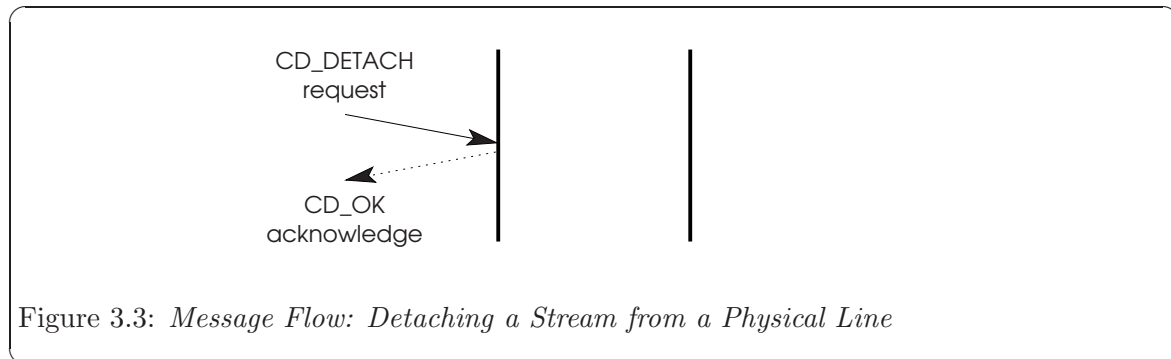 CD_DETACH
request
CD_OK
acknowledge
Figure 3.3: Message Flow: Detaching a Stream from a Physical Line